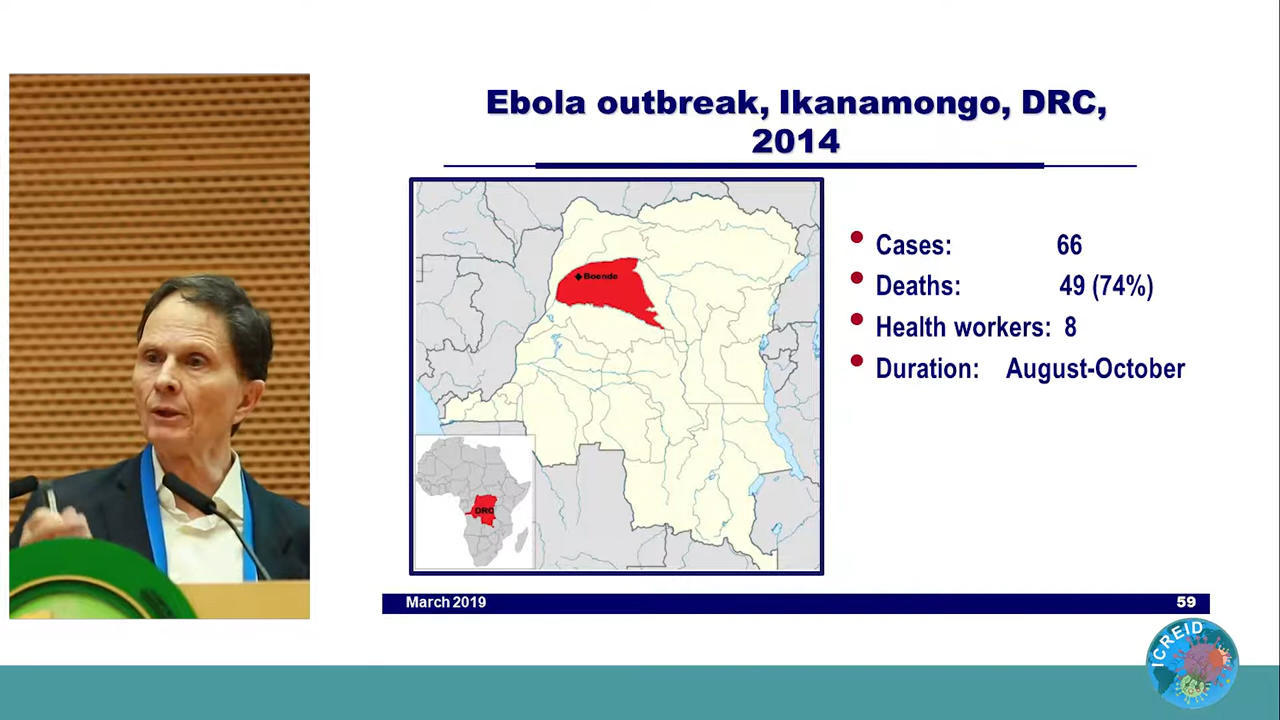 Ebola outbreak, Ikanamongo, DRC,
2014
Boende
DRC
• Cases: 66
• Deaths: 49 (74%)
• Health workers: 8
• Duration: August-October
March 2019
59
ICREID